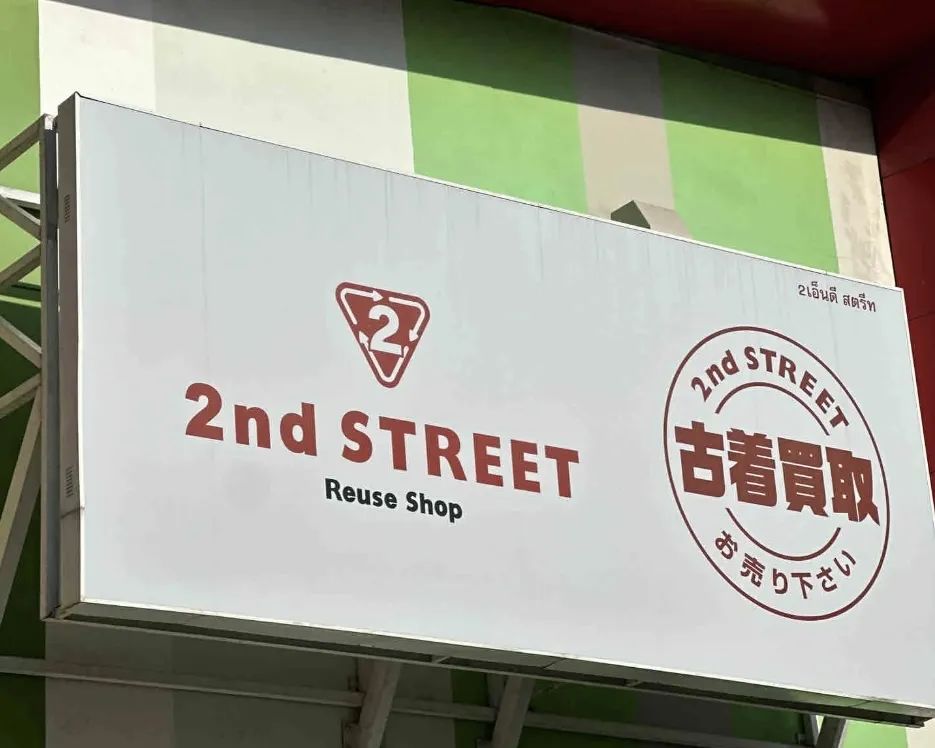 2
2nd STREET
Reuse Shop
2เอ็นดี สตรีท
2nd STREET
古着買取
お売り下さい